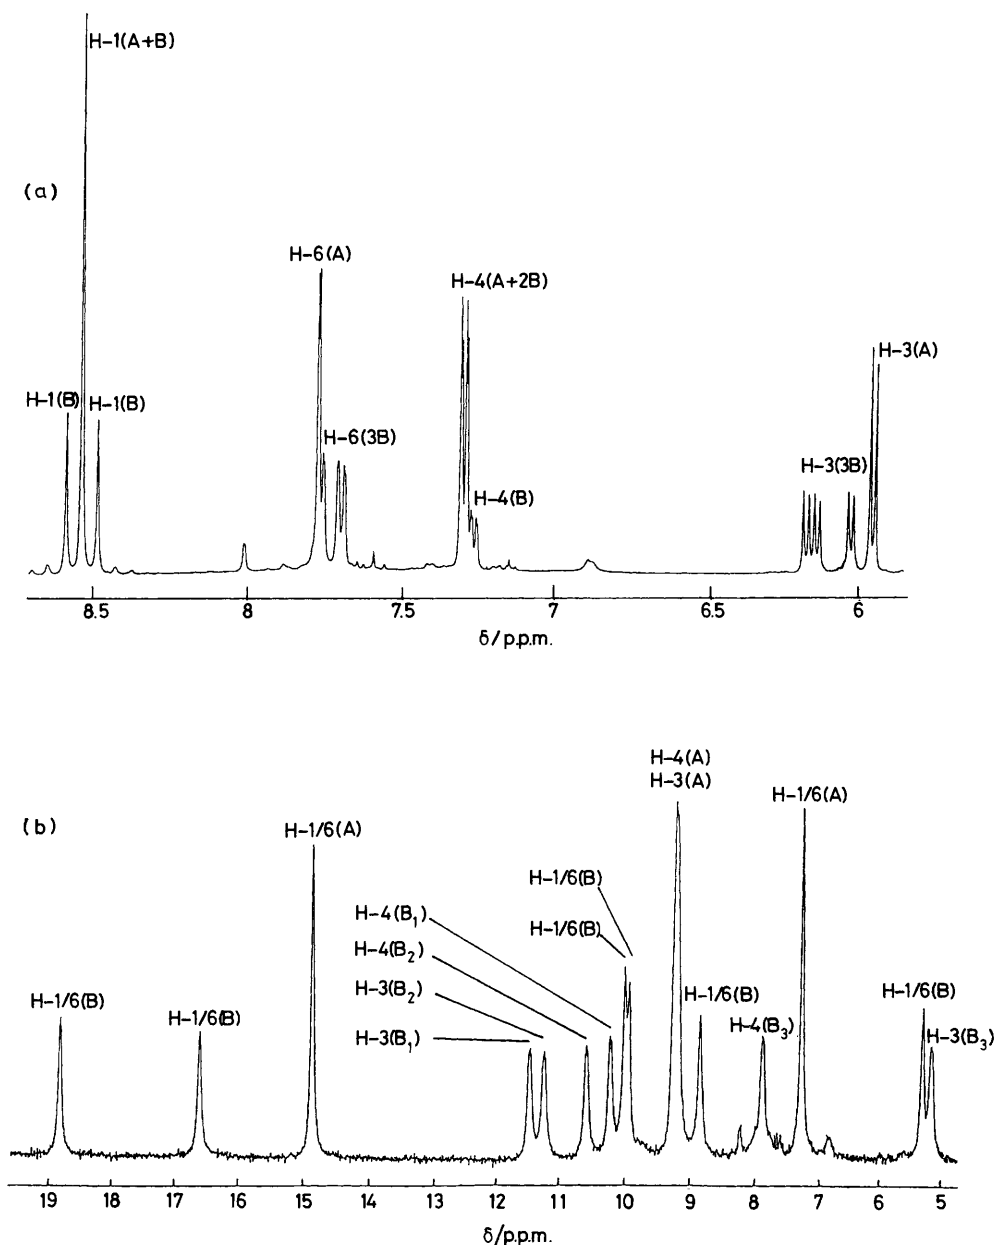 H-1(A+B)
(a)
H-6(A)
H-4(A+2B)
H-3(A)
H-1(B)
H-1(B)
H-6(3B)
H-3(3B)
H-4(B)
8.5
8
7.5
7
6.5
6
δ/p.p.m.
H-4(A)
H-3(A)
(b)
H-1/6(A)
H-1/6(A)
H-1/6(B)
H-4(B₁)
H-1/6(B)
H-4(B₂)
H-1/6(B)
H-1/6(B)
H-3(B₂)
H-1/6(B)
H-1/6(B)
H-4(B₃)
H-3(B₁)
H-3(B₃)
19
18
17
16
15
14
13
12
11
10
9
8
7
6
5
δ/p.p.m.